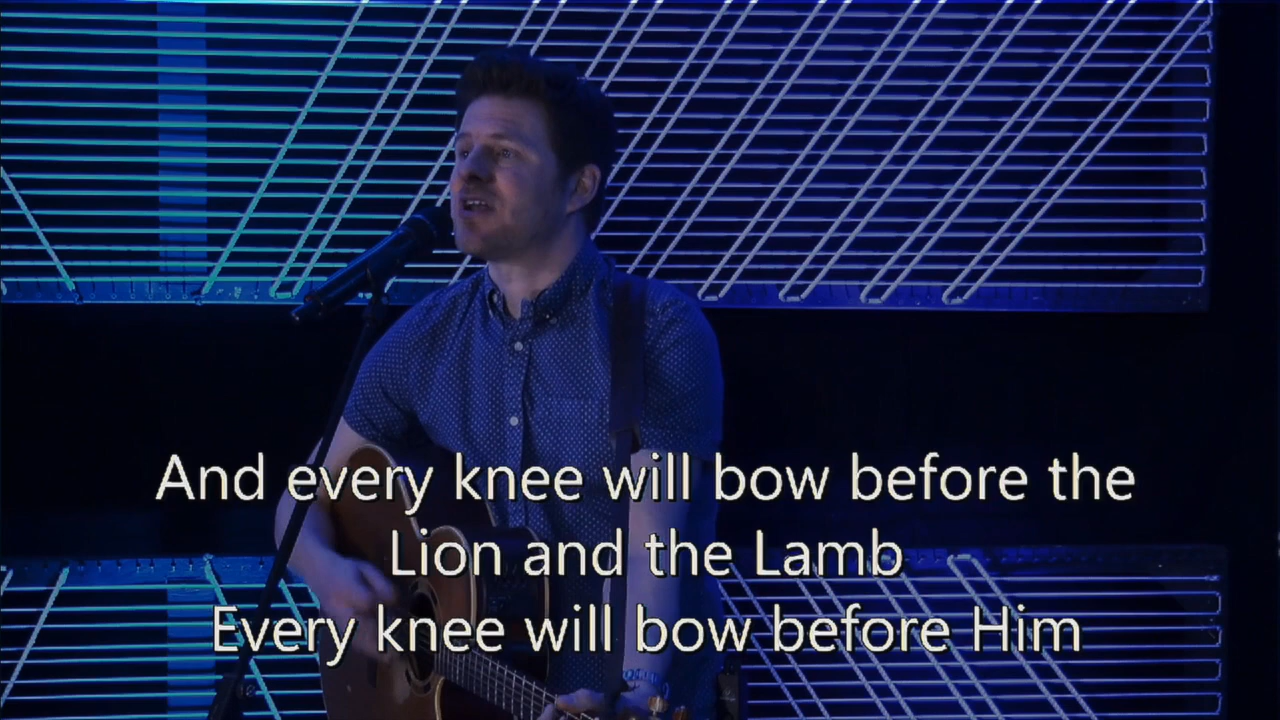 And every knee will bow before the
Lion and the Lamb
Every knee will bow before Him